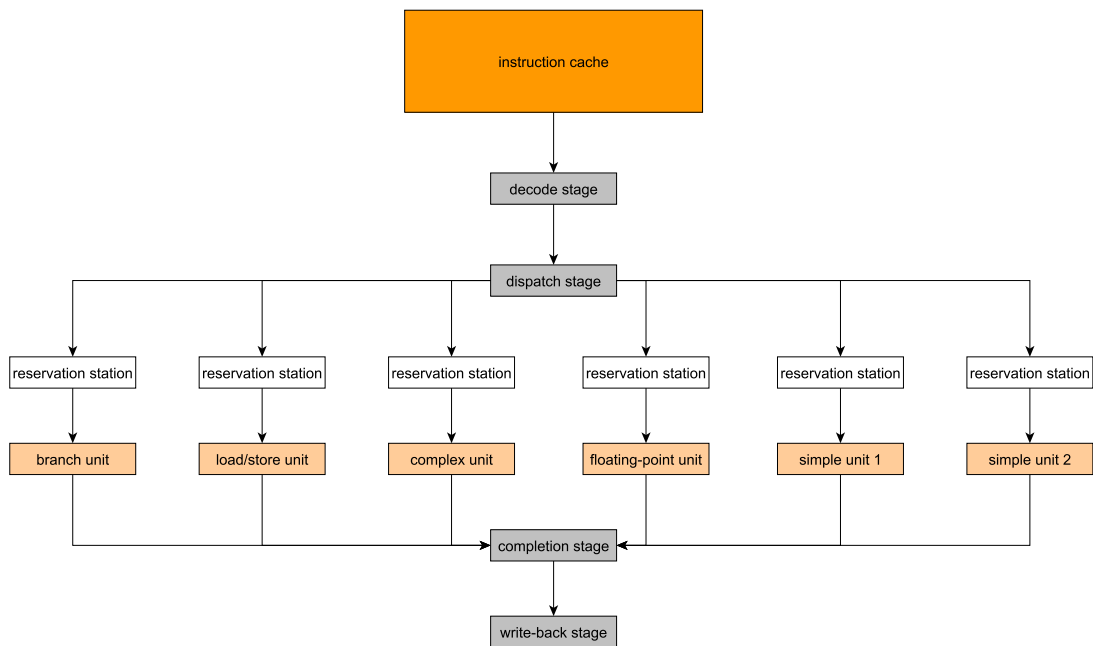 instruction cache
decode stage
dispatch stage
reservation station
reservation station
reservation station
reservation station
reservation station
reservation station
branch unit
load/store unit
complex unit
floating-point unit
simple unit 1
simple unit 2
completion stage
write-back stage